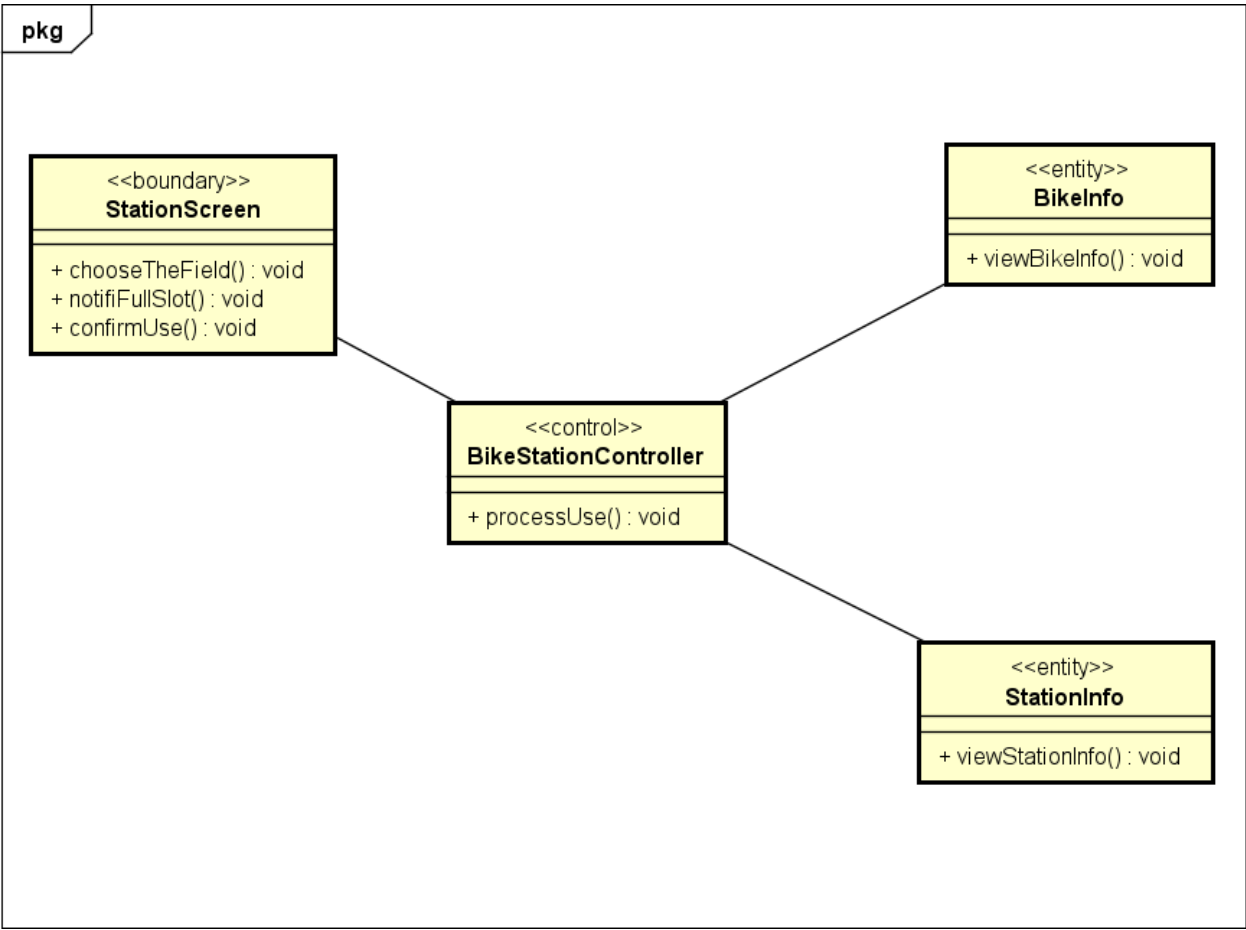 pkg
<<boundary>>
StationScreen
+ chooseTheField() : void
+ notifiFullSlot() : void
+ confirmUse() : void
<<entity>>
BikeInfo
+ viewBikeInfo() : void
<<control>>
BikeStationController
+ processUse() : void
<<entity>>
StationInfo
+ viewStationInfo() : void